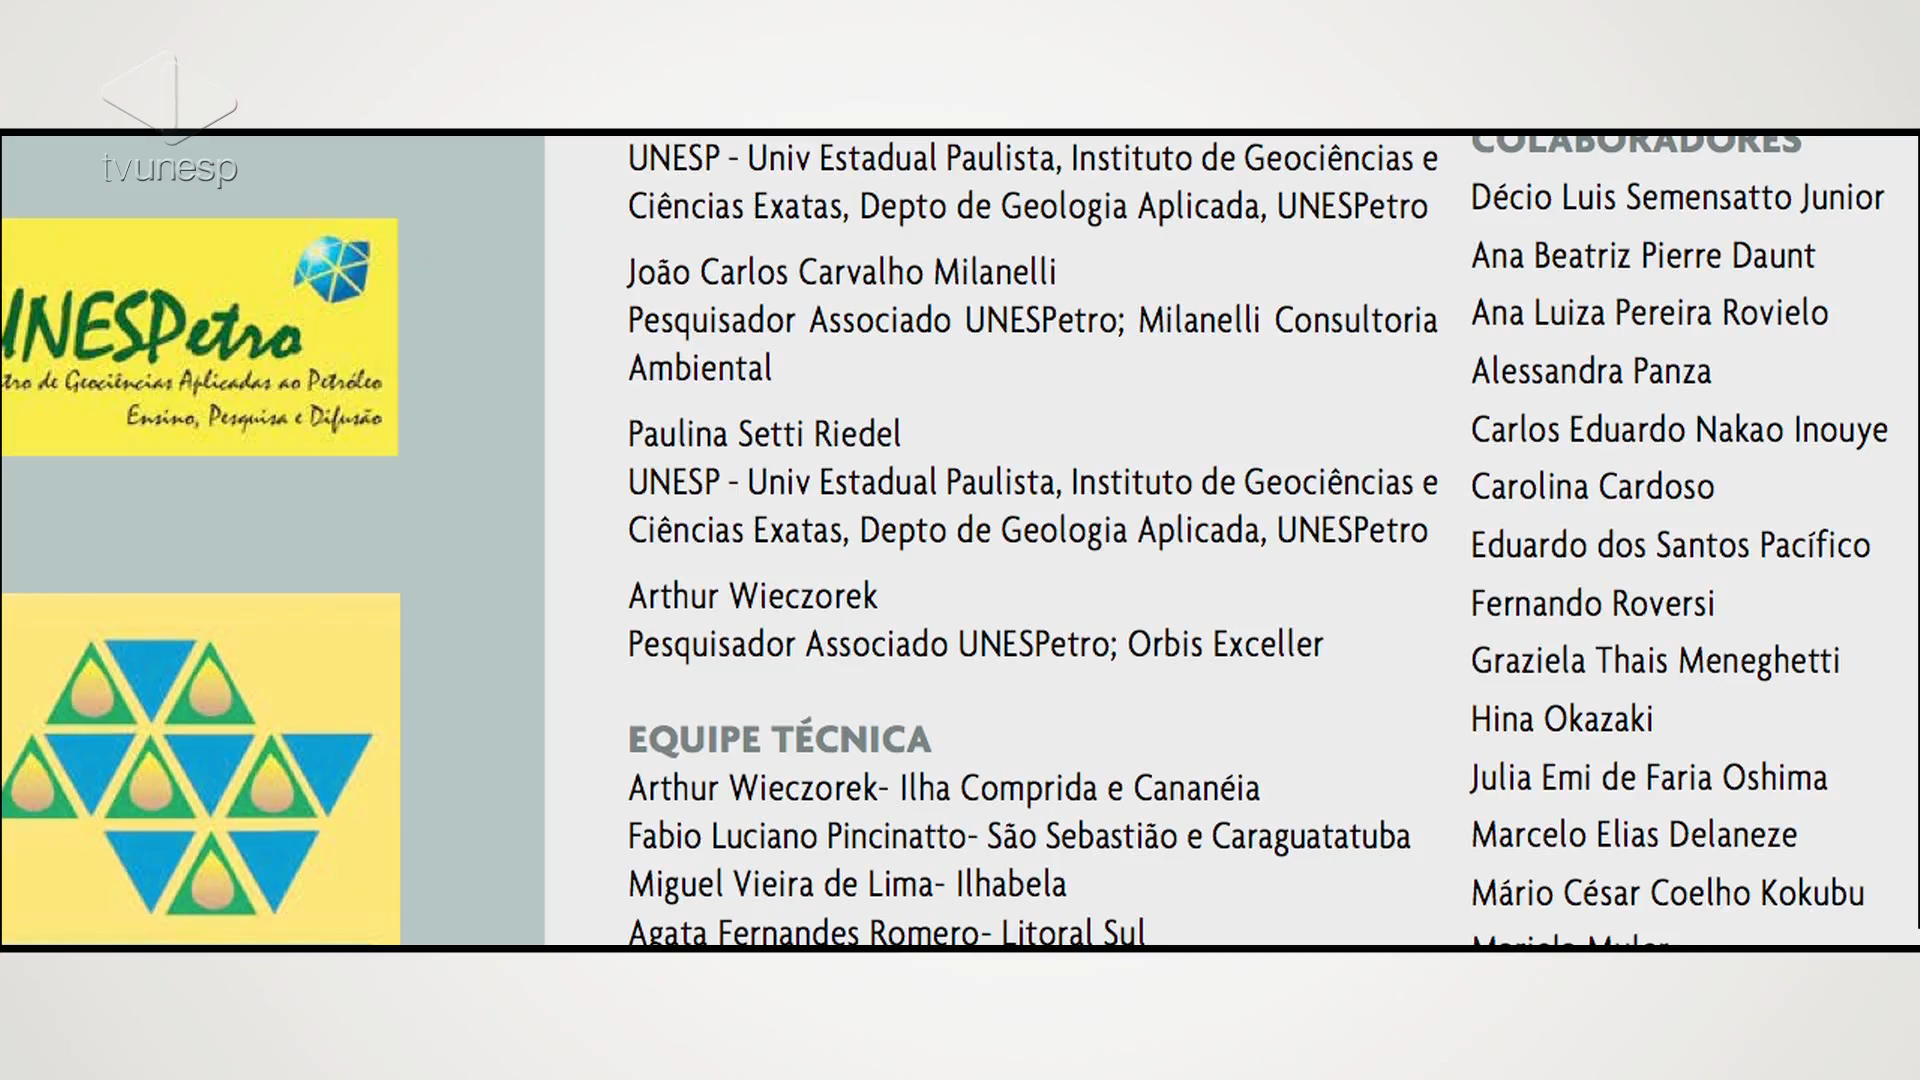 tvunesp
UNESPetro
tro de Geociências Aplicadas ao Petróleo
Ensino, Pesquisa e Difusão
UNESP - Univ Estadual Paulista, Instituto de Geociências e
Ciências Exatas, Depto de Geologia Aplicada, UNESPetro
João Carlos Carvalho Milanelli
Pesquisador Associado UNESPetro; Milanelli Consultoria
Ambiental
Paulina Setti Riedel
UNESP - Univ Estadual Paulista, Instituto de Geociências e
Ciências Exatas, Depto de Geologia Aplicada, UNESPetro
Arthur Wieczorek
Pesquisador Associado UNESPetro; Orbis Exceller
EQUIPE TÉCNICA
Arthur Wieczorek- Ilha Comprida e Cananéia
Fabio Luciano Pincinatto- São Sebastião e Caraguatatuba
Miguel Vieira de Lima- Ilhabela
Agata Fernandes Romero- Litoral Sul
COLABORADORES
Décio Luis Semensatto Junior
Ana Beatriz Pierre Daunt
Ana Luiza Pereira Rovielo
Alessandra Panza
Carlos Eduardo Nakao Inouye
Carolina Cardoso
Eduardo dos Santos Pacífico
Fernando Roversi
Graziela Thais Meneghetti
Hina Okazaki
Julia Emi de Faria Oshima
Marcelo Elias Delaneze
Mário César Coelho Kokubu